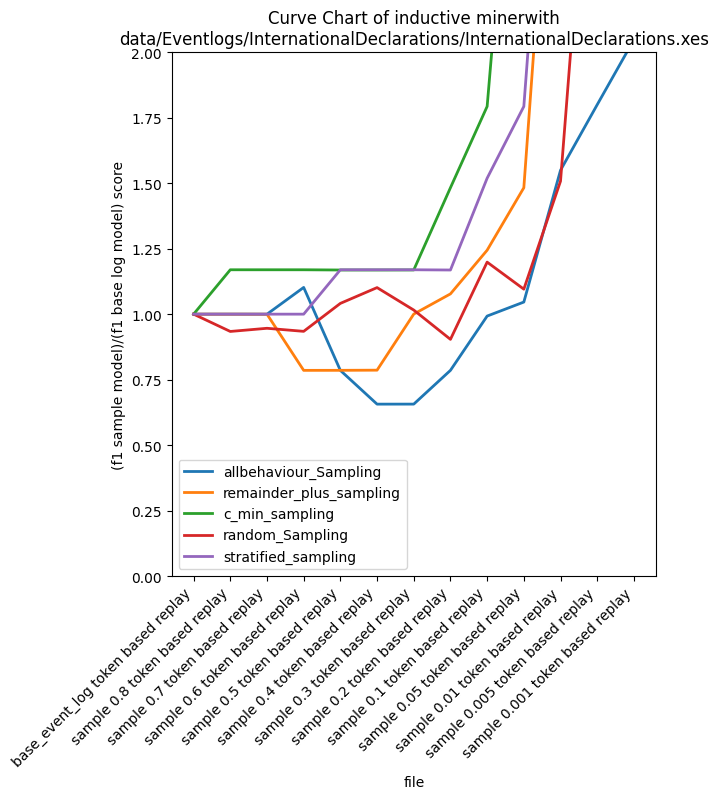 Curve Chart of inductive minerwith
data/Eventlogs/InternationalDeclarations/InternationalDeclarations.xes
2.00
1.75
1.50
1.25
1.00
0.75
0.50
0.25
0.00
(f1 sample model)/(f1 base log model) score
allbehaviour_Sampling
remainder_plus_sampling
c_min_sampling
random_Sampling
stratified_sampling
base_event_log token based replay
sample 0.8 token based replay
sample 0.7 token based replay
sample 0.6 token based replay
sample 0.5 token based replay
sample 0.4 token based replay
sample 0.3 token based replay
sample 0.2 token based replay
sample 0.1 token based replay
sample 0.05 token based replay
sample 0.01 token based replay
sample 0.005 token based replay
sample 0.001 token based replay
file